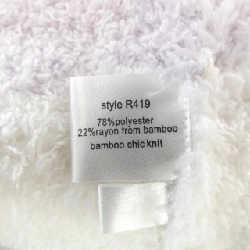 style R419
78%polyester
22%rayon from bamboo
bamboo chic knit